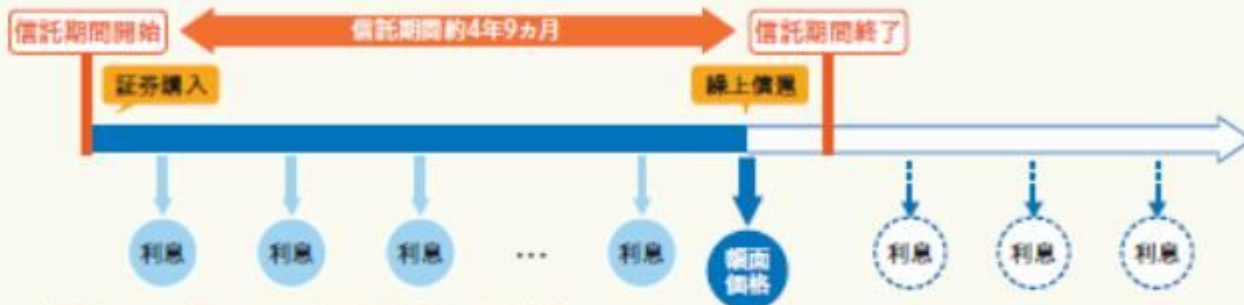 信託期間開始
信託期間約4年9ヵ月
信託期間終了
証券購入
繰上償還
利息
利息
利息
…
利息
額面
価格
利息
利息
利息